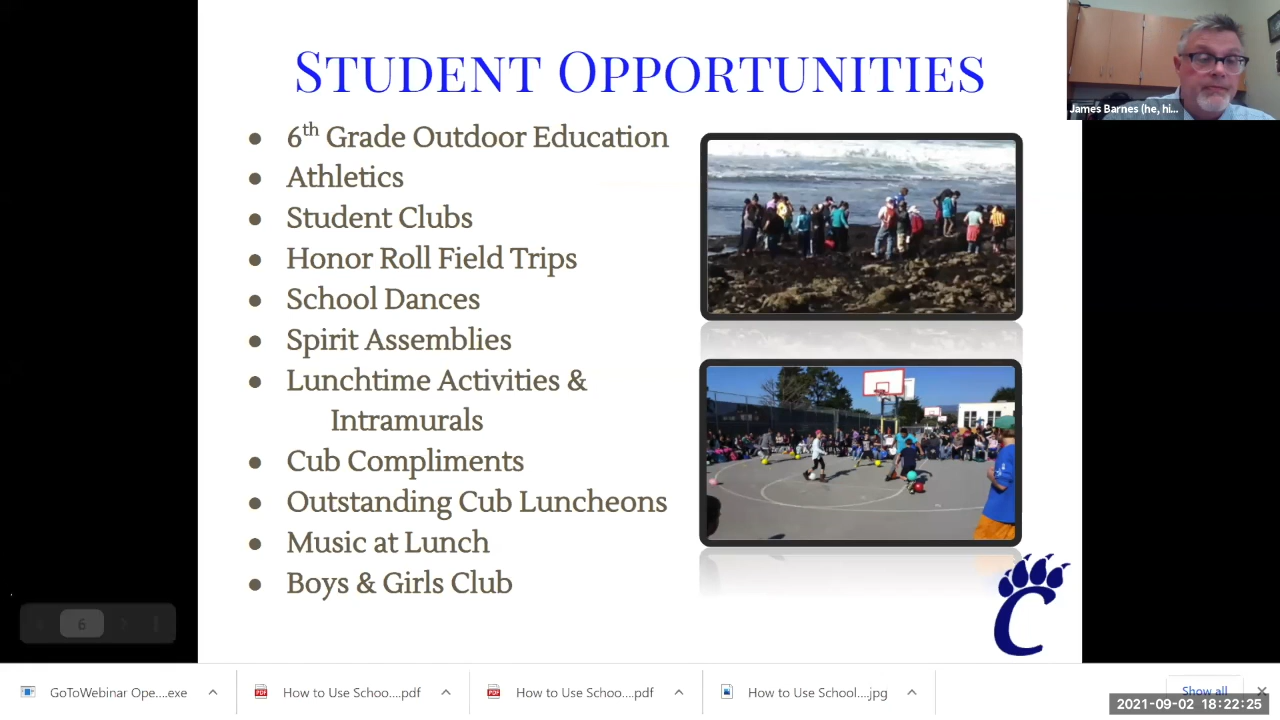 STUDENT OPPORTUNITIES
James Barnes (he, hi...
● 6th Grade Outdoor Education
● Athletics
● Student Clubs
● Honor Roll Field Trips
● School Dances
● Spirit Assemblies
● Lunchtime Activities &
Intramurals
● Cub Compliments
● Outstanding Cub Luncheons
● Music at Lunch
● Boys & Girls Club
C
6
GoToWebinar Ope....exe
How to Use Schoo....pdf
How to Use Schoo....pdf
How to Use School....jpg
Show all
2021-09-02 18:22:25